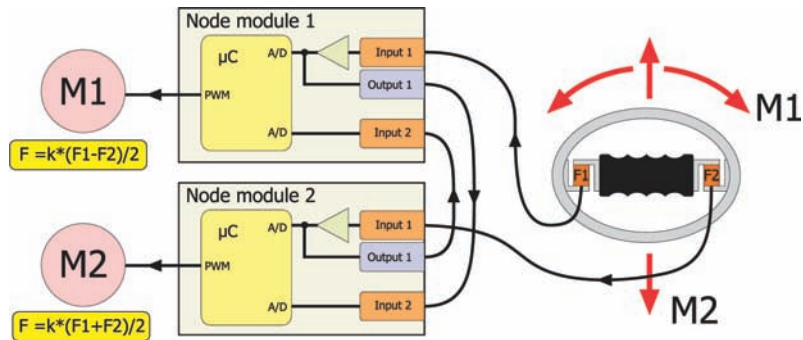 Node module 1
µC
A/D
Input 1
Output 1
PWM
A/D
Input 2
M1
F =k*(F1-F2)/2
Node module 2
µC
A/D
Input 1
Output 1
PWM
A/D
Input 2
M2
F =k*(F1+F2)/2
M1
F1
F2
M2